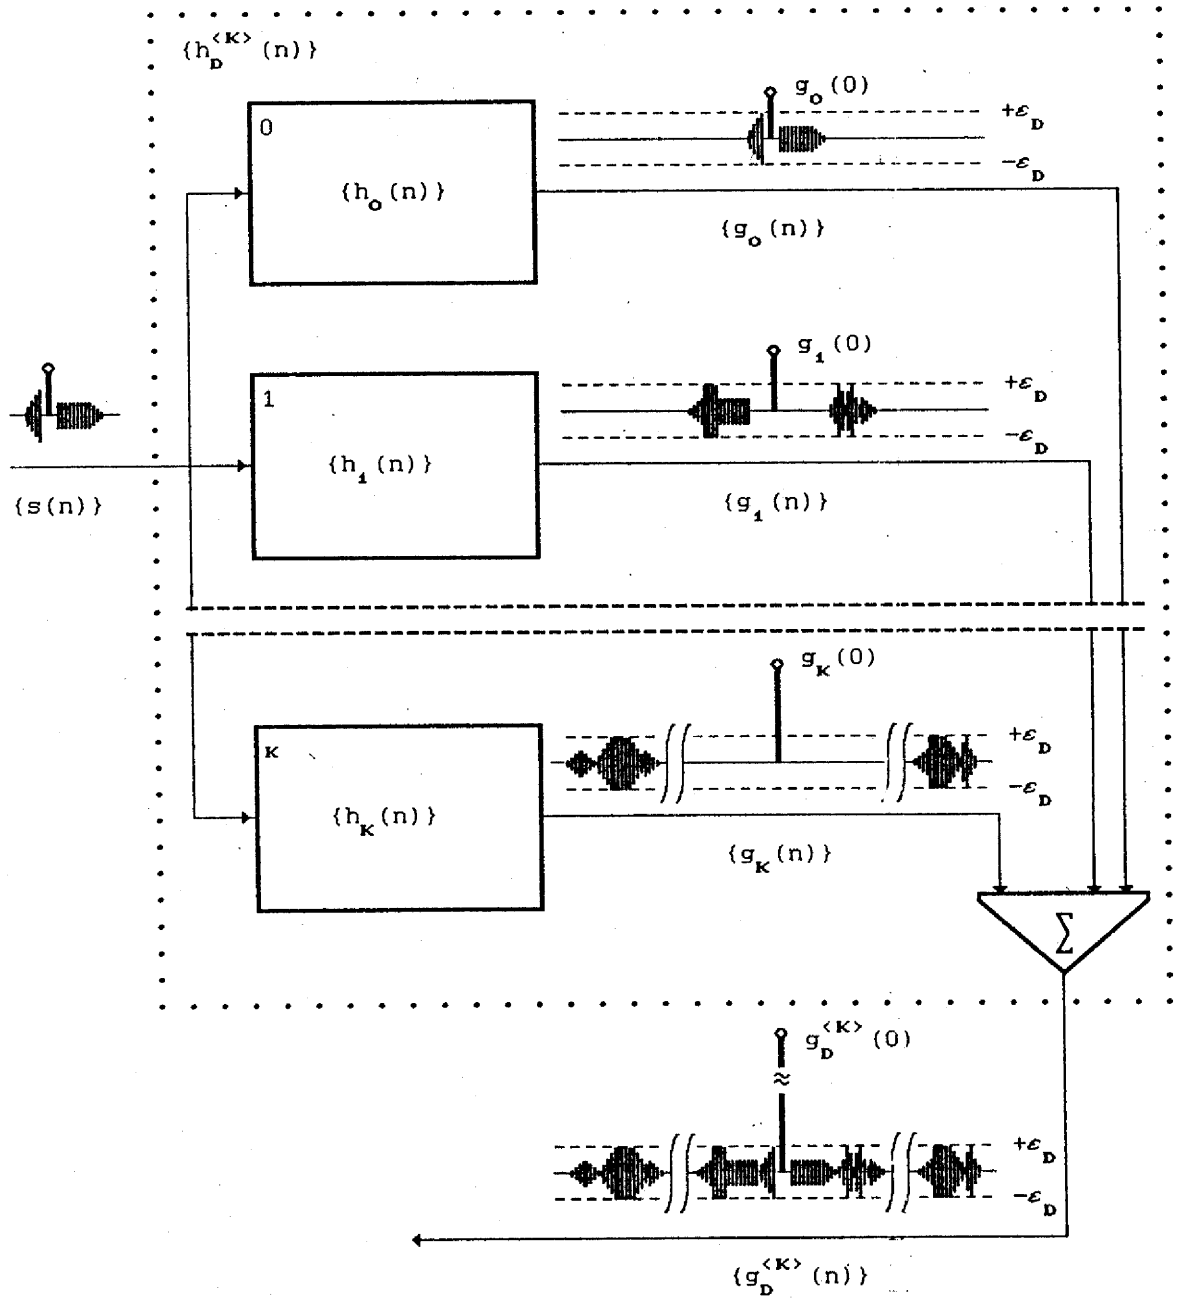 {h_D^<K>(n)}
g_0(0)
+ε_D
0
{h_0(n)}
−ε_D
{g_0(n)}
g_1(0)
+ε_D
1
{h_1(n)}
−ε_D
{s(n)}
{g_1(n)}
g_K(0)
+ε_D
K
−ε_D
{h_K(n)}
{g_K(n)}
Σ
g_D^<K>(0)
≈
+ε_D
−ε_D
{g_D^<K>(n)}